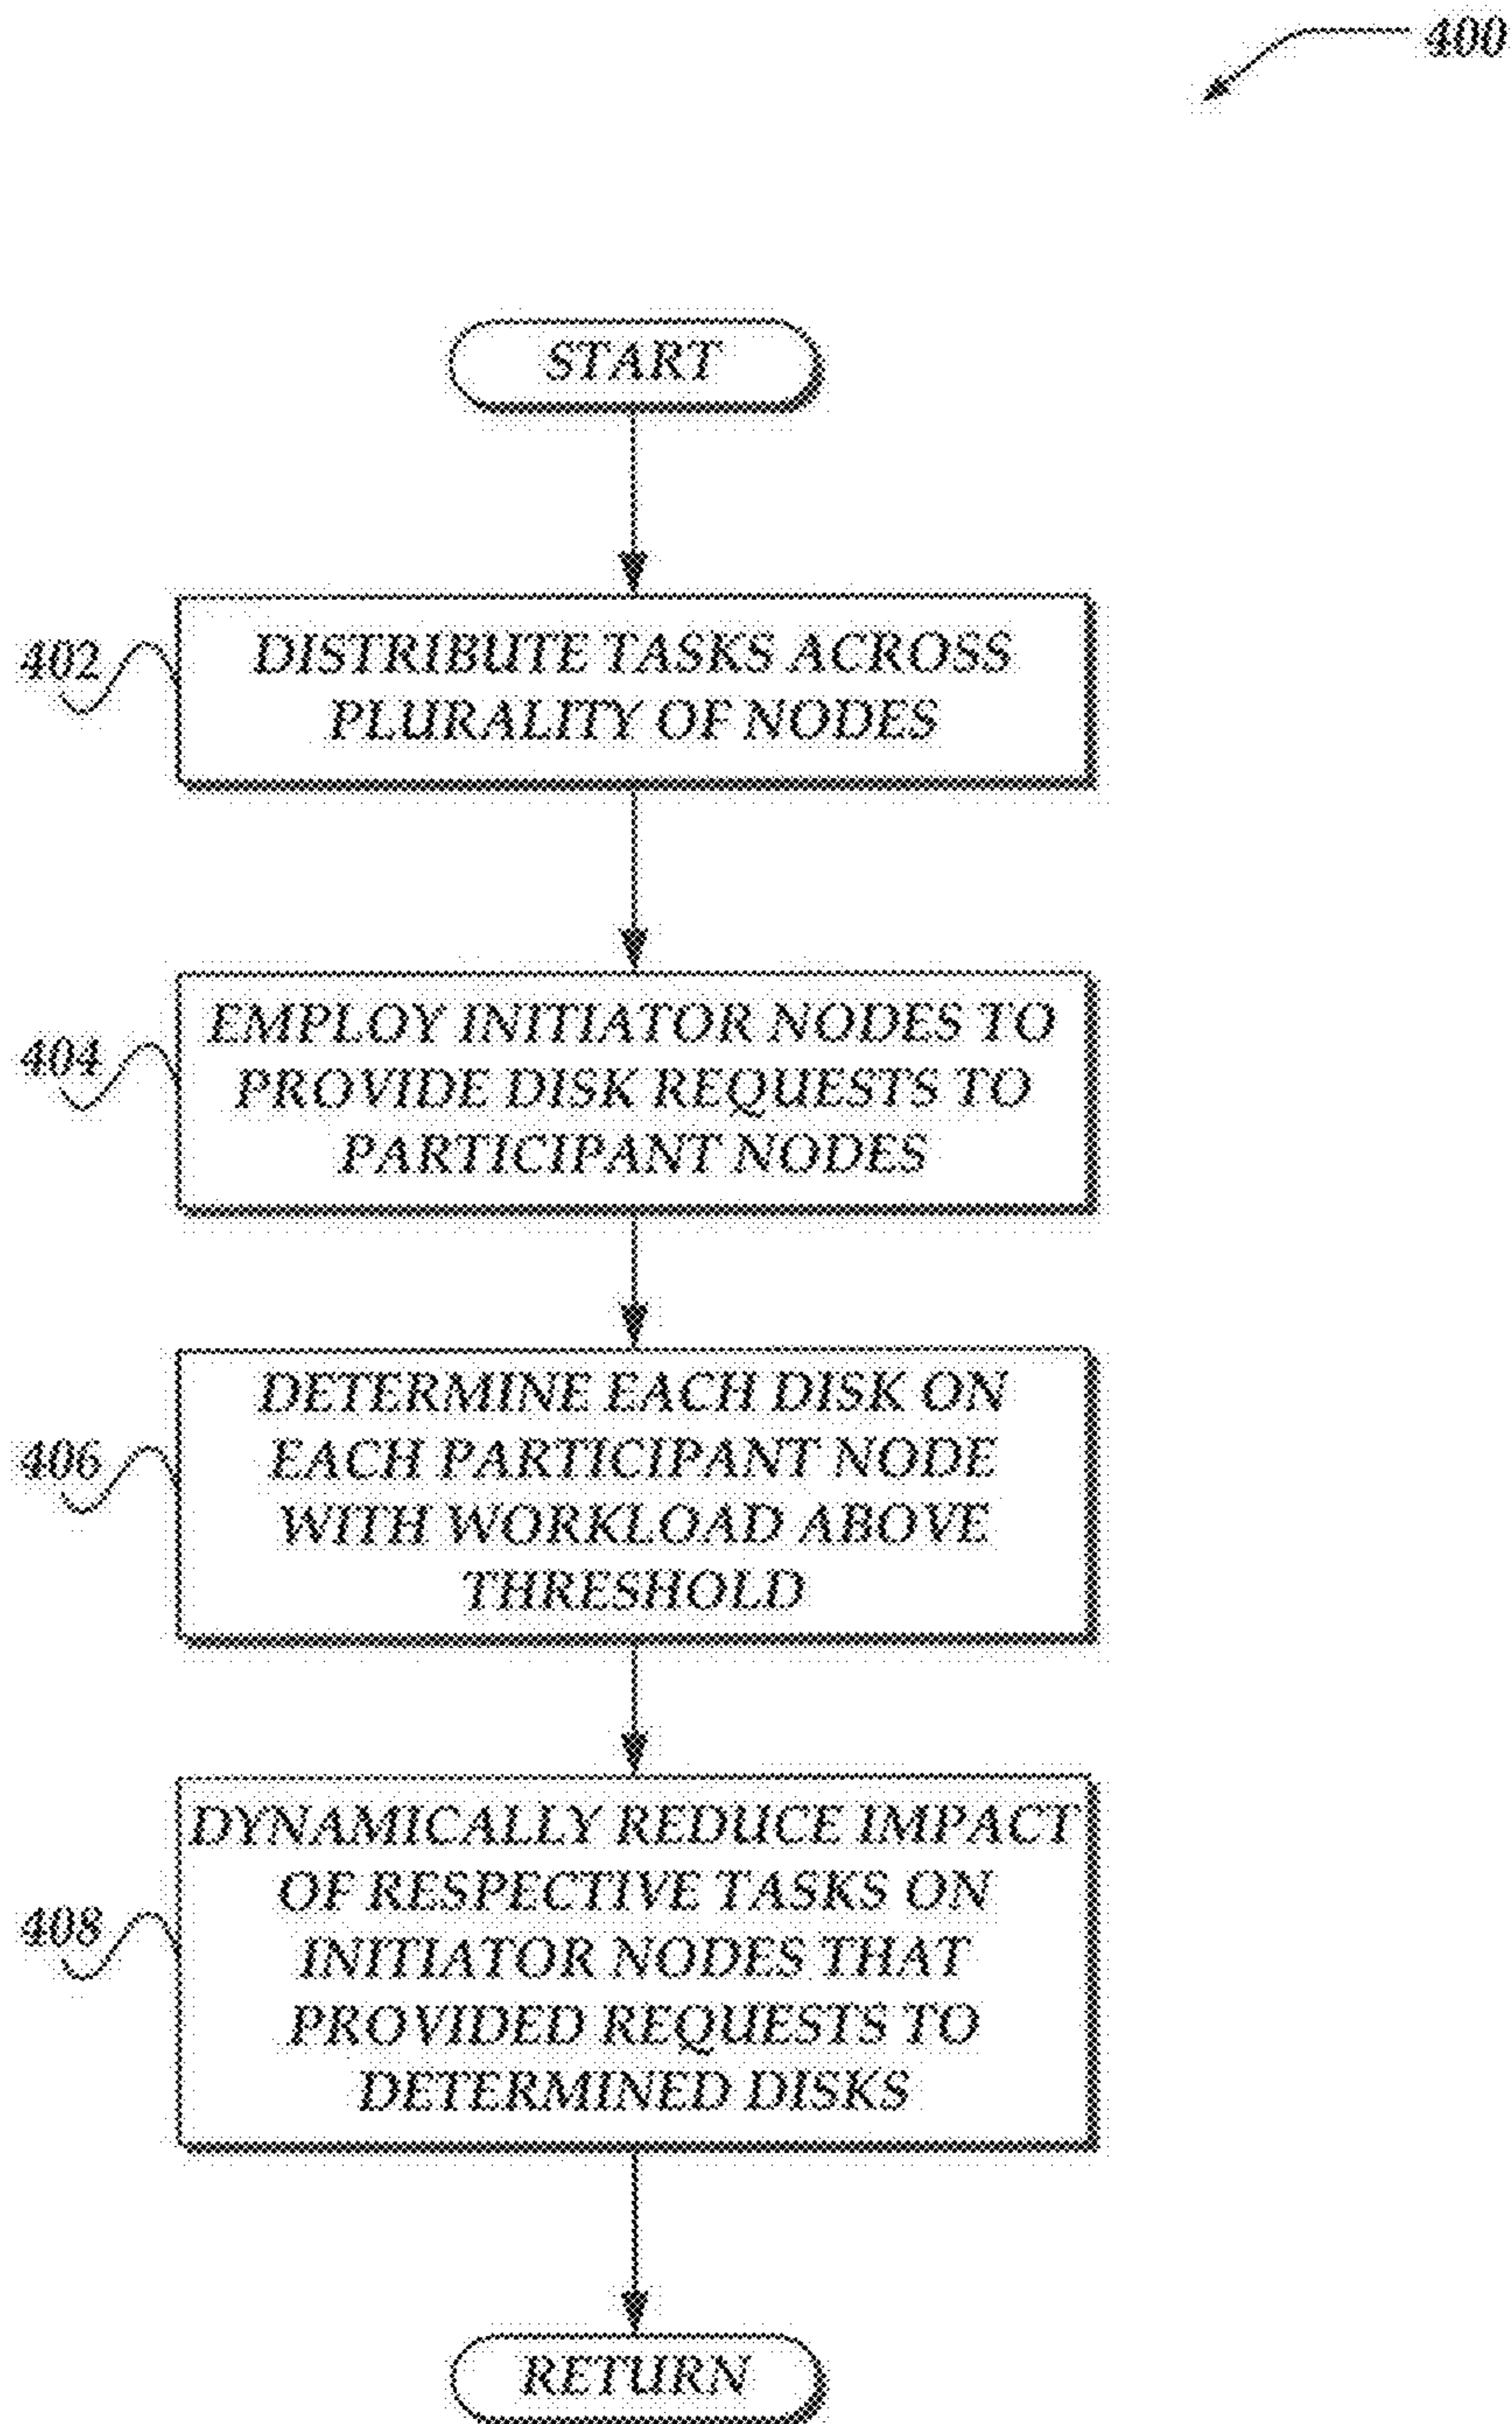 400
START
402
DISTRIBUTE TASKS ACROSS
PLURALITY OF NODES
404
EMPLOY INITIATOR NODES TO
PROVIDE DISK REQUESTS TO
PARTICIPANT NODES
406
DETERMINE EACH DISK ON
EACH PARTICIPANT NODE
WITH WORKLOAD ABOVE
THRESHOLD
408
DYNAMICALLY REDUCE IMPACT
OF RESPECTIVE TASKS ON
INITIATOR NODES THAT
PROVIDED REQUESTS TO
DETERMINED DISKS
RETURN